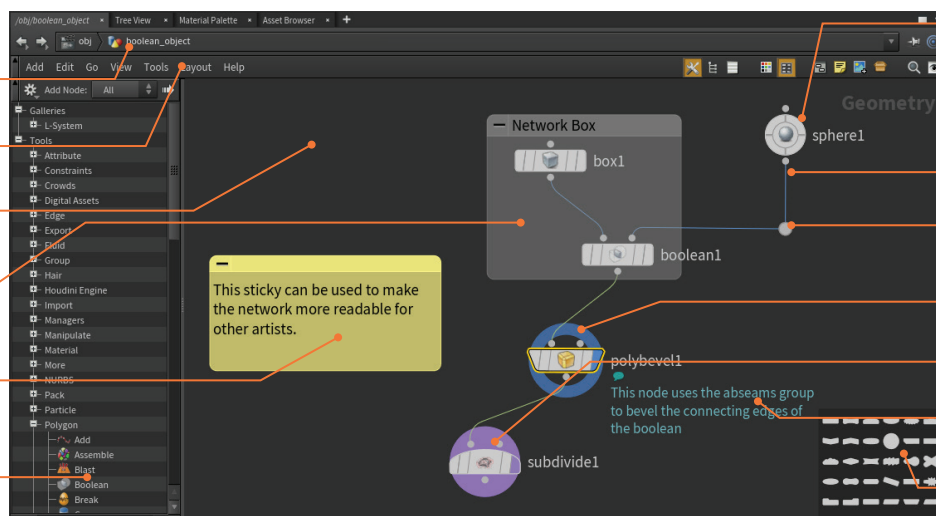 /obj/boolean_object Tree View Material Palette Asset Browser
obj boolean_object
Add Edit Go View Tools Layout Help
Add Node: All
Galleries
L-System
Tools
Attribute
Constraints
Crowds
Digital Assets
Edge
Export
Fluid
Group
Hair
Houdini Engine
Import
Managers
Manipulate
Material
More
NURBS
Pack
Particle
Polygon
Add
Assemble
Blast
Boolean
Break
Geometry
Network Box
box1
sphere1
boolean1
This sticky can be used to make
the network more readable for
other artists.
polybevel1
This node uses the abseams group
to bevel the connecting edges of
the boolean
subdivide1